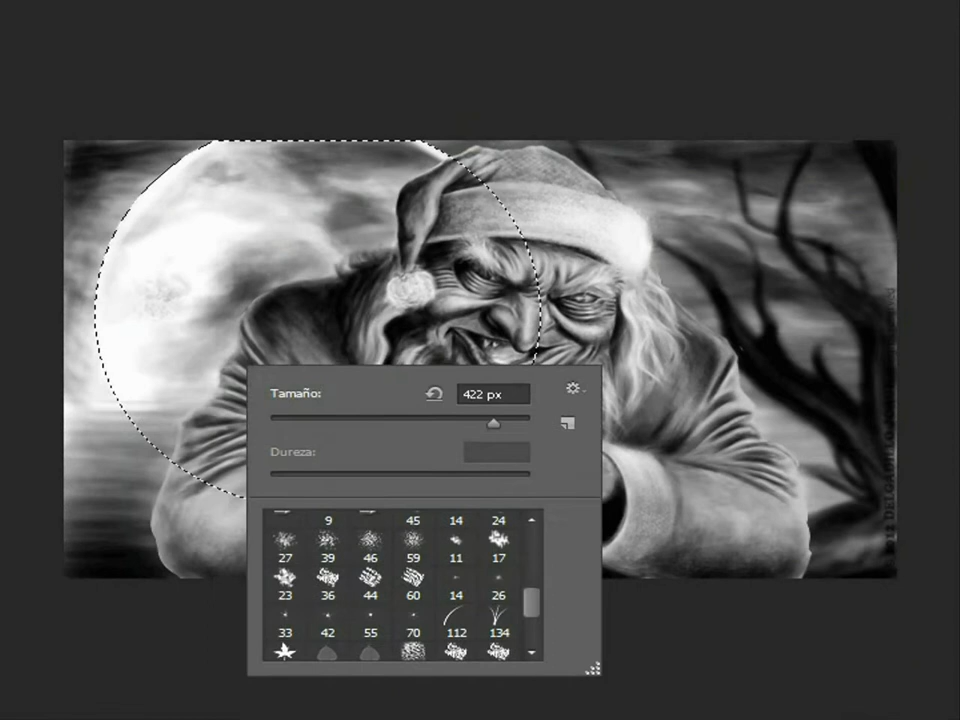 Tamaño:
422 px
Dureza:
9 45 14 24
27 39 46 59 11 17
23 36 44 60 14 26
33 42 55 70 112 134